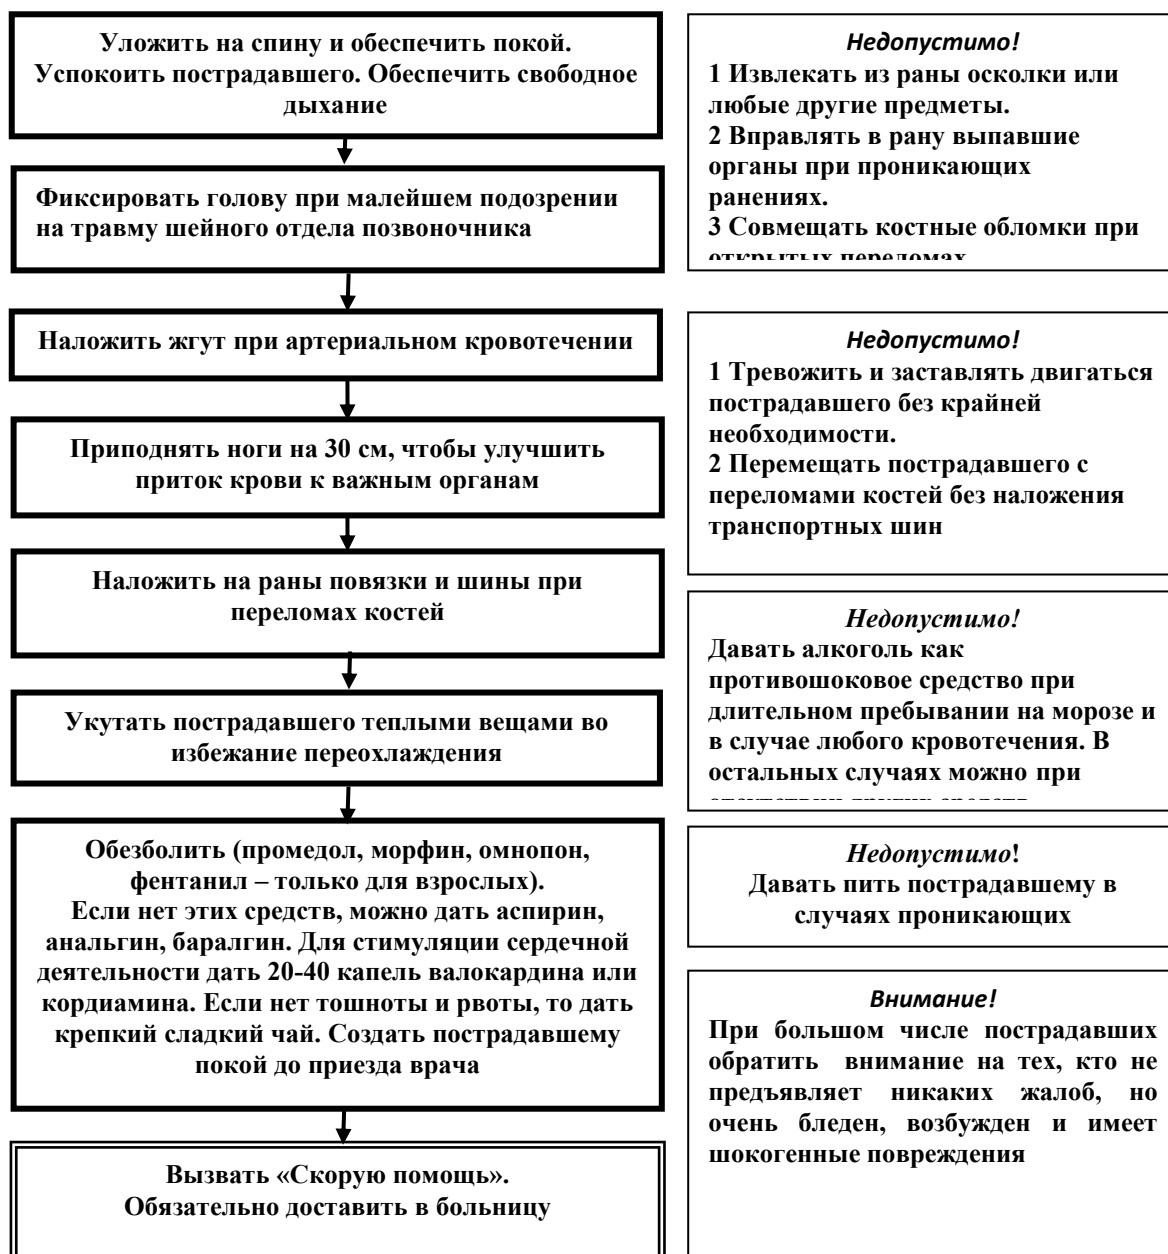 Уложить на спину и обеспечить покой.
Успокоить пострадавшего. Обеспечить свободное
дыхание
Фиксировать голову при малейшем подозрении
на травму шейного отдела позвоночника
Наложить жгут при артериальном кровотечении
Приподнять ноги на 30 см, чтобы улучшить
приток крови к важным органам
Наложить на раны повязки и шины при
переломах костей
Укутать пострадавшего теплыми вещами во
избежание переохлаждения
Обезболить (промедол, морфин, омнопон,
фентанил – только для взрослых).
Если нет этих средств, можно дать аспирин,
анальгин, баралгин. Для стимуляции сердечной
деятельности дать 20-40 капель валокардина или
кордиамина. Если нет тошноты и рвоты, то дать
крепкий сладкий чай. Создать пострадавшему
покой до приезда врача
Вызвать «Скорую помощь».
Обязательно доставить в больницу
Недопустимо!
1 Извлекать из раны осколки или
любые другие предметы.
2 Вправлять в рану выпавшие
органы при проникающих
ранениях.
3 Совмещать костные обломки при
открытых переломах
Недопустимо!
1 Тревожить и заставлять двигаться
пострадавшего без крайней
необходимости.
2 Перемещать пострадавшего с
переломами костей без наложения
транспортных шин
Недопустимо!
Давать алкоголь как
противошоковое средство при
длительном пребывании на морозе и
в случае любого кровотечения. В
остальных случаях можно при
Недопустимо!
Давать пить пострадавшему в
случаях проникающих
Внимание!
При большом числе пострадавших
обратить внимание на тех, кто не
предъявляет никаких жалоб, но
очень бледен, возбужден и имеет
шокогенные повреждения